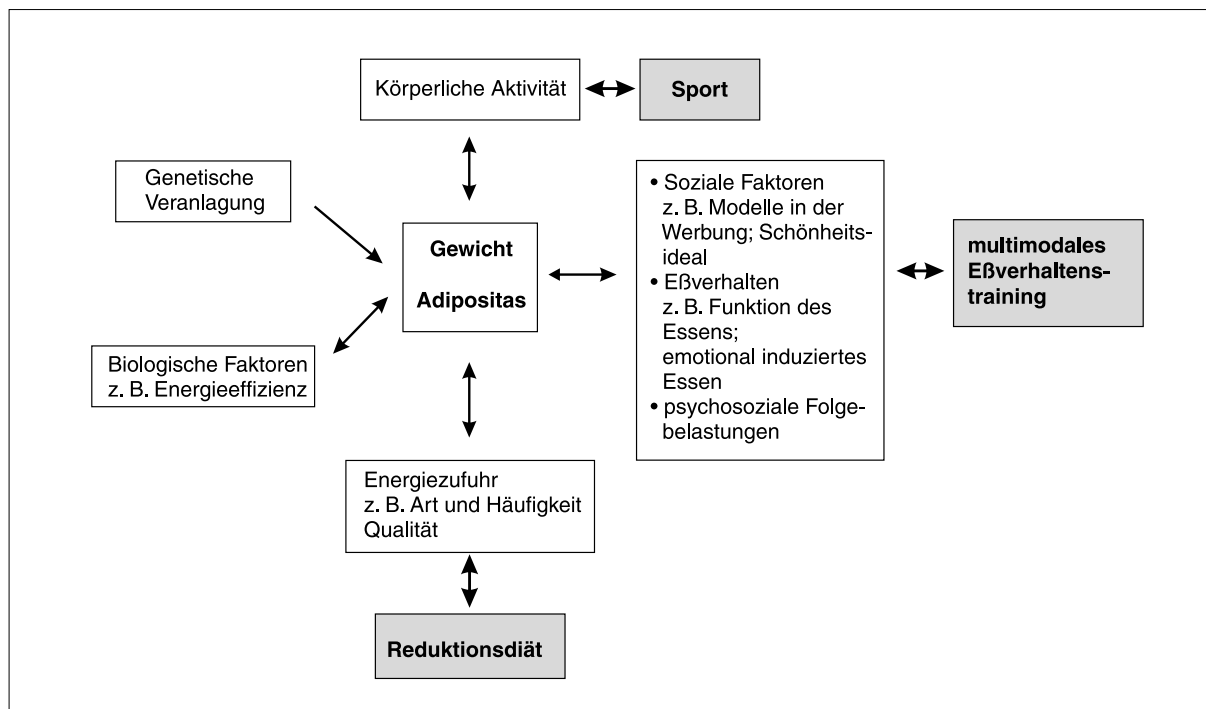 Körperliche Aktivität
Sport
Genetische
Veranlagung
Gewicht
Adipositas
• Soziale Faktoren
z. B. Modelle in der
Werbung; Schönheits-
ideal
• Eßverhalten
z. B. Funktion des
Essens;
emotional induziertes
Essen
• psychosoziale Folge-
belastungen
multimodales
Eßverhaltens-
training
Biologische Faktoren
z. B. Energieeffizienz
Energiezufuhr
z. B. Art und Häufigkeit
Qualität
Reduktionsdiät